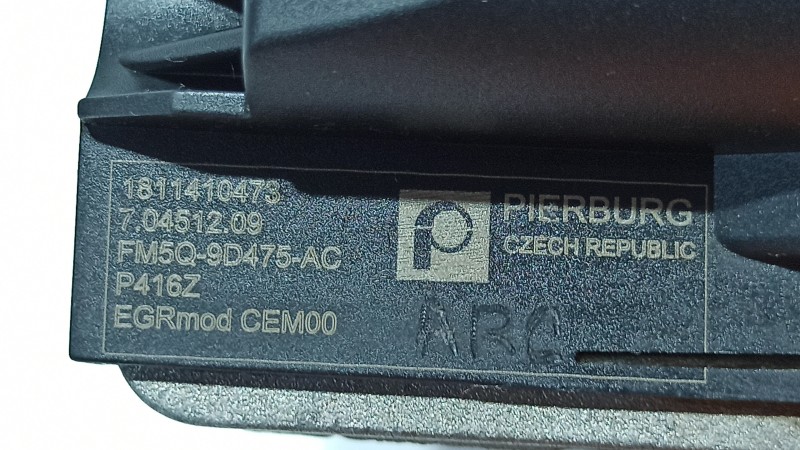 1811410473
7.04512.09
FM5Q-9D475-AC
P416Z
EGRmod CEM00
PIERBURG
CZECH REPUBLIC
ARC